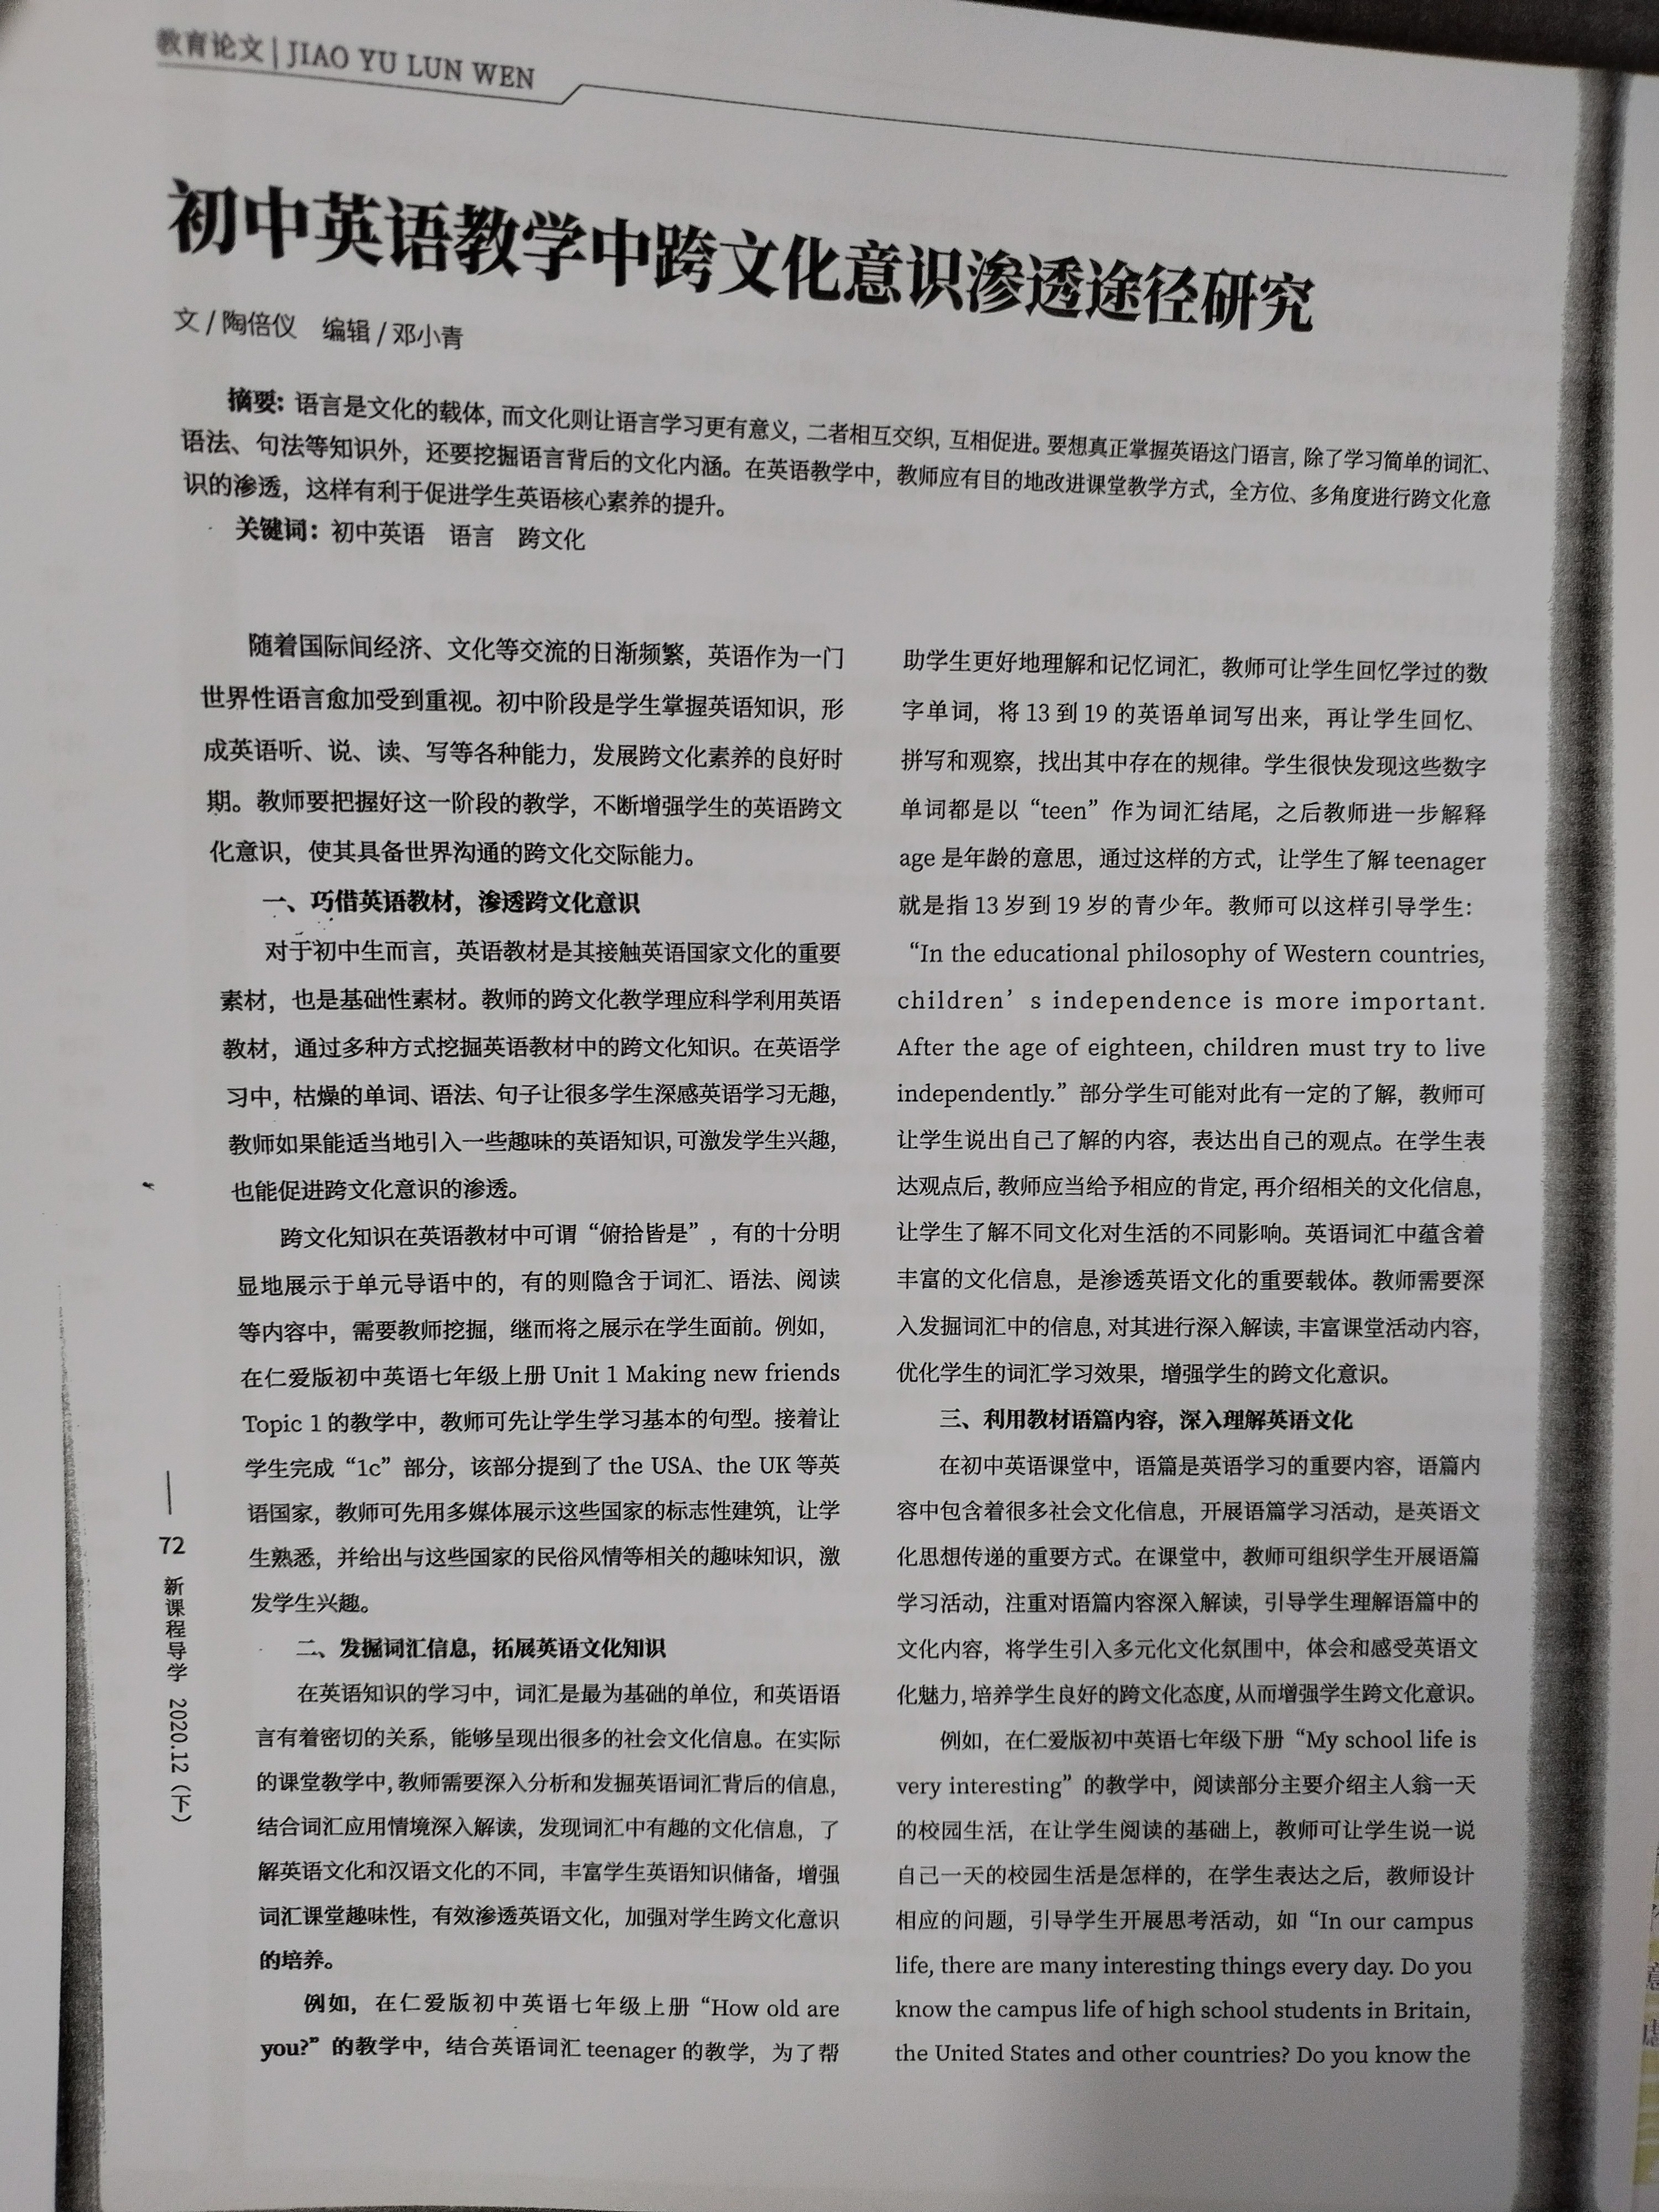 教育论文 | JIAO YU LUN WEN
初中英语教学中跨文化意识渗透途径研究
文 / 陶倍仪　编辑 / 邓小青
摘要：语言是文化的载体，而文化则让语言学习更有意义，二者相互交织，互相促进。要想真正掌握英语这门语言，除了学习简单的词汇、
语法、句法等知识外，还要挖掘语言背后的文化内涵。在英语教学中，教师应有目的地改进课堂教学方式，全方位、多角度进行跨文化意
识的渗透，这样有利于促进学生英语核心素养的提升。
关键词：初中英语　语言　跨文化
随着国际间经济、文化等交流的日渐频繁，英语作为一门
世界性语言愈加受到重视。初中阶段是学生掌握英语知识，形
成英语听、说、读、写等各种能力，发展跨文化素养的良好时
期。教师要把握好这一阶段的教学，不断增强学生的英语跨文
化意识，使其具备世界沟通的跨文化交际能力。
一、巧借英语教材，渗透跨文化意识
对于初中生而言，英语教材是其接触英语国家文化的重要
素材，也是基础性素材。教师的跨文化教学理应科学利用英语
教材，通过多种方式挖掘英语教材中的跨文化知识。在英语学
习中，枯燥的单词、语法、句子让很多学生深感英语学习无趣，
教师如果能适当地引入一些趣味的英语知识，可激发学生兴趣，
也能促进跨文化意识的渗透。
跨文化知识在英语教材中可谓“俯拾皆是”，有的十分明
显地展示于单元导语中的，有的则隐含于词汇、语法、阅读
等内容中，需要教师挖掘，继而将之展示在学生面前。例如，
在仁爱版初中英语七年级上册 Unit 1 Making new friends
Topic 1 的教学中，教师可先让学生学习基本的句型。接着让
学生完成“1c”部分，该部分提到了 the USA、the UK 等英
语国家，教师可先用多媒体展示这些国家的标志性建筑，让学
生熟悉，并给出与这些国家的民俗风情等相关的趣味知识，激
发学生兴趣。
二、发掘词汇信息，拓展英语文化知识
在英语知识的学习中，词汇是最为基础的单位，和英语语
言有着密切的关系，能够呈现出很多的社会文化信息。在实际
的课堂教学中，教师需要深入分析和发掘英语词汇背后的信息，
结合词汇应用情境深入解读，发现词汇中有趣的文化信息，了
解英语文化和汉语文化的不同，丰富学生英语知识储备，增强
词汇课堂趣味性，有效渗透英语文化，加强对学生跨文化意识
的培养。
例如，在仁爱版初中英语七年级上册“How old are
you?”的教学中，结合英语词汇 teenager 的教学，为了帮
助学生更好地理解和记忆词汇，教师可让学生回忆学过的数
字单词，将 13 到 19 的英语单词写出来，再让学生回忆、
拼写和观察，找出其中存在的规律。学生很快发现这些数字
单词都是以“teen”作为词汇结尾，之后教师进一步解释
age 是年龄的意思，通过这样的方式，让学生了解 teenager
就是指 13 岁到 19 岁的青少年。教师可以这样引导学生：
“In the educational philosophy of Western countries,
children’s independence is more important.
After the age of eighteen, children must try to live
independently.”部分学生可能对此有一定的了解，教师可
让学生说出自己了解的内容，表达出自己的观点。在学生表
达观点后，教师应当给予相应的肯定，再介绍相关的文化信息，
让学生了解不同文化对生活的不同影响。英语词汇中蕴含着
丰富的文化信息，是渗透英语文化的重要载体。教师需要深
入发掘词汇中的信息，对其进行深入解读，丰富课堂活动内容，
优化学生的词汇学习效果，增强学生的跨文化意识。
三、利用教材语篇内容，深入理解英语文化
在初中英语课堂中，语篇是英语学习的重要内容，语篇内
容中包含着很多社会文化信息，开展语篇学习活动，是英语文
化思想传递的重要方式。在课堂中，教师可组织学生开展语篇
学习活动，注重对语篇内容深入解读，引导学生理解语篇中的
文化内容，将学生引入多元化文化氛围中，体会和感受英语文
化魅力，培养学生良好的跨文化态度，从而增强学生跨文化意识。
例如，在仁爱版初中英语七年级下册“My school life is
very interesting”的教学中，阅读部分主要介绍主人翁一天
的校园生活，在让学生阅读的基础上，教师可让学生说一说
自己一天的校园生活是怎样的，在学生表达之后，教师设计
相应的问题，引导学生开展思考活动，如“In our campus
life, there are many interesting things every day. Do you
know the campus life of high school students in Britain,
the United States and other countries? Do you know the
72
新课程导学 2020.12（下）